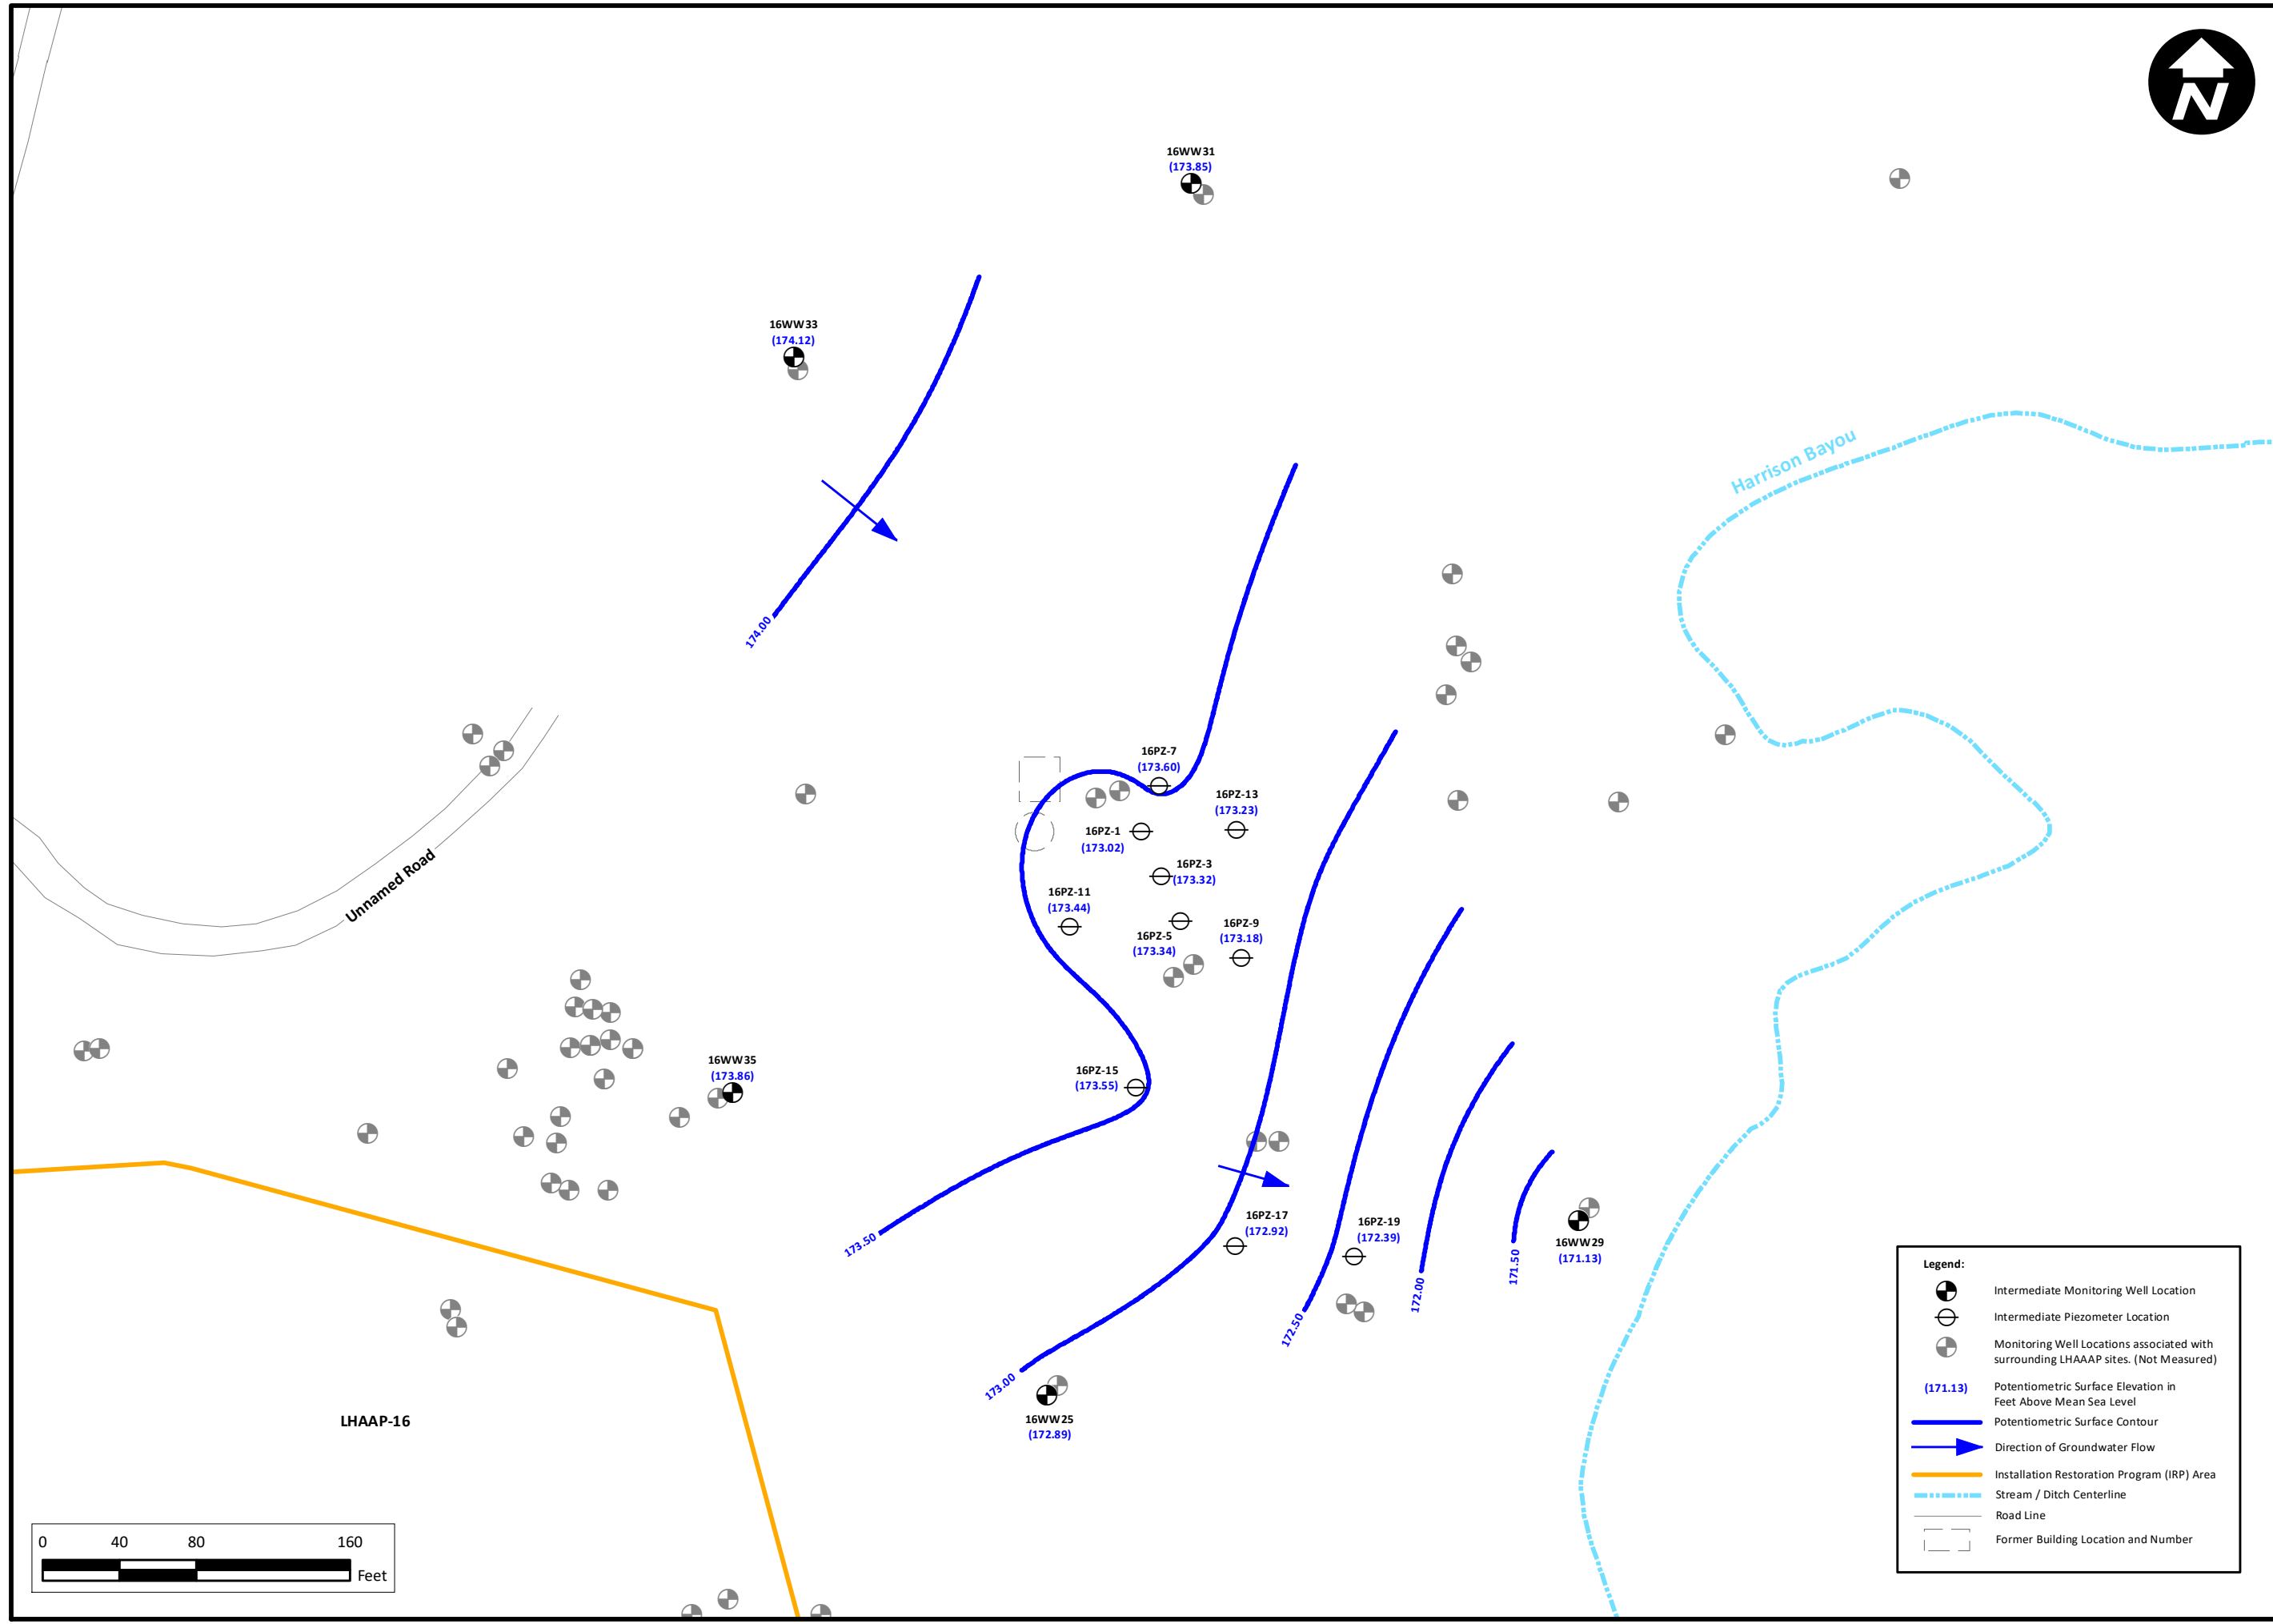 N
16WW31
(173.85)
16WW33
(174.12)
Harrison Bayou
174.00
16PZ-7
(173.60)
16PZ-13
(173.23)
16PZ-1
(173.02)
16PZ-3
(173.32)
Unnamed Road
16PZ-11
(173.44)
16PZ-9
(173.18)
16PZ-5
(173.34)
16WW35
(173.86)
16PZ-15
(173.55)
173.50
16PZ-17
(172.92)
16PZ-19
(172.39)
16WW29
(171.13)
171.50
172.00
172.50
173.00
16WW25
(172.89)
LHAAP-16
Legend:
Intermediate Monitoring Well Location
Intermediate Piezometer Location
Monitoring Well Locations associated with
surrounding LHAAAP sites. (Not Measured)
(171.13) Potentiometric Surface Elevation in
Feet Above Mean Sea Level
Potentiometric Surface Contour
Direction of Groundwater Flow
Installation Restoration Program (IRP) Area
Stream / Ditch Centerline
Road Line
Former Building Location and Number
0 40 80 160
Feet